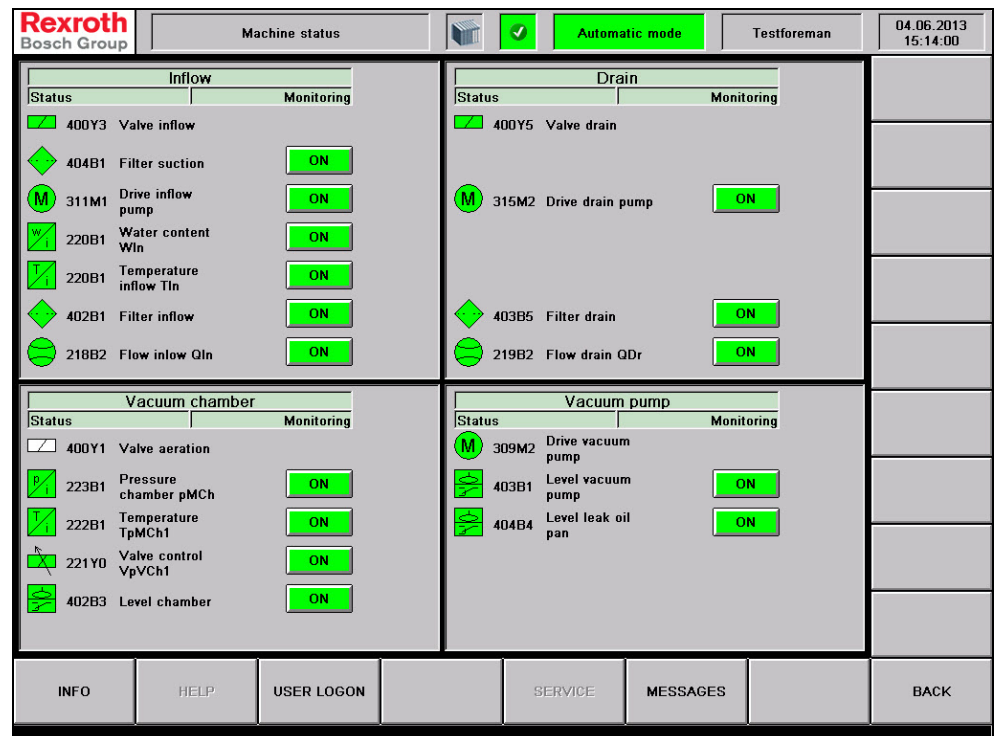 Rexroth
Bosch Group
Machine status
Automatic mode
Testforeman
04.06.2013
15:14:00
Inflow
Status Monitoring
400Y3 Valve inflow
404B1 Filter suction ON
M 311M1 Drive inflow
pump ON
w/i 220B1 Water content
WIn ON
T/i 220B1 Temperature
inflow TIn ON
402B1 Filter inflow ON
218B2 Flow inlow QIn ON
Drain
Status Monitoring
400Y5 Valve drain
M 315M2 Drive drain pump ON
403B5 Filter drain ON
219B2 Flow drain QDr ON
Vacuum chamber
Status Monitoring
400Y1 Valve aeration
p/i 223B1 Pressure
chamber pMCh ON
T/i 222B1 Temperature
TpMCh1 ON
221Y0 Valve control
VpVCh1 ON
402B3 Level chamber ON
Vacuum pump
Status Monitoring
M 309M2 Drive vacuum
pump
403B1 Level vacuum
pump ON
404B4 Level leak oil
pan ON
INFO
HELP
USER LOGON
SERVICE
MESSAGES
BACK